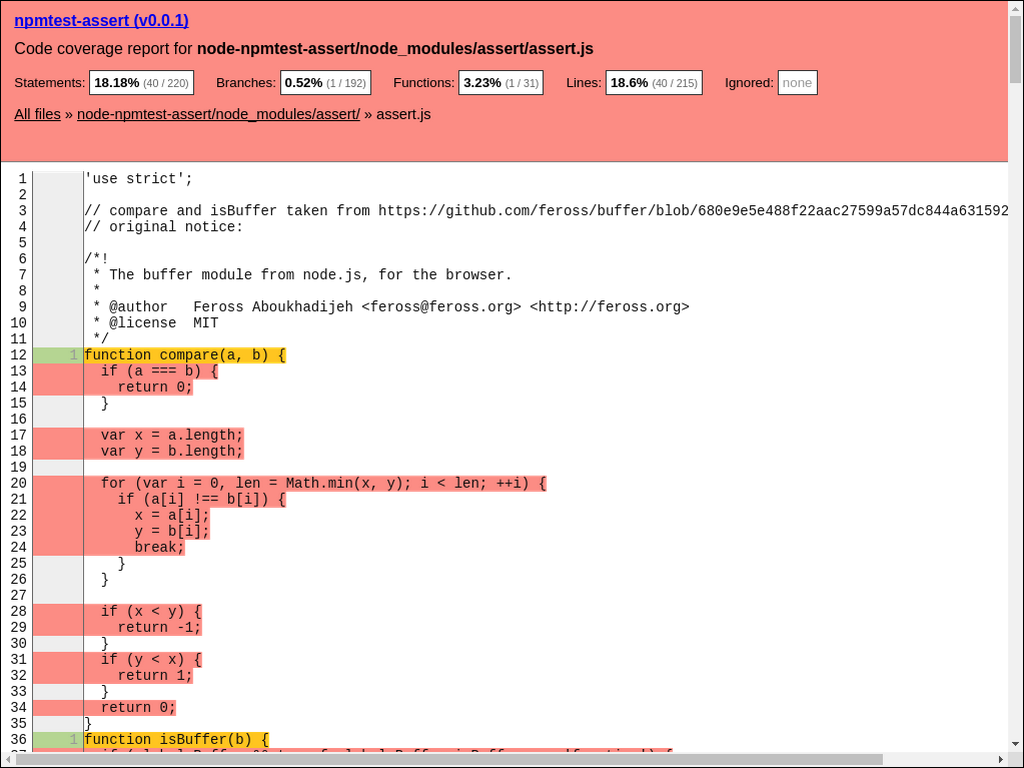 npmtest-assert (v0.0.1)
Code coverage report for node-npmtest-assert/node_modules/assert/assert.js
Statements: 18.18% (40 / 220) Branches: 0.52% (1 / 192) Functions: 3.23% (1 / 31) Lines: 18.6% (40 / 215) Ignored: none
All files » node-npmtest-assert/node_modules/assert/ » assert.js
1 'use strict';
2
3 // compare and isBuffer taken from https://github.com/feross/buffer/blob/680e9e5e488f22aac27599a57dc844a631592
4 // original notice:
5
6 /*!
7 * The buffer module from node.js, for the browser.
8 *
9 * @author   Feross Aboukhadijeh <feross@feross.org> <http://feross.org>
10 * @license  MIT
11 */
12 1 function compare(a, b) {
13 if (a === b) {
14 return 0;
15 }
16
17 var x = a.length;
18 var y = b.length;
19
20 for (var i = 0, len = Math.min(x, y); i < len; ++i) {
21 if (a[i] !== b[i]) {
22 x = a[i];
23 y = b[i];
24 break;
25 }
26 }
27
28 if (x < y) {
29 return -1;
30 }
31 if (y < x) {
32 return 1;
33 }
34 return 0;
35 }
36 1 function isBuffer(b) {